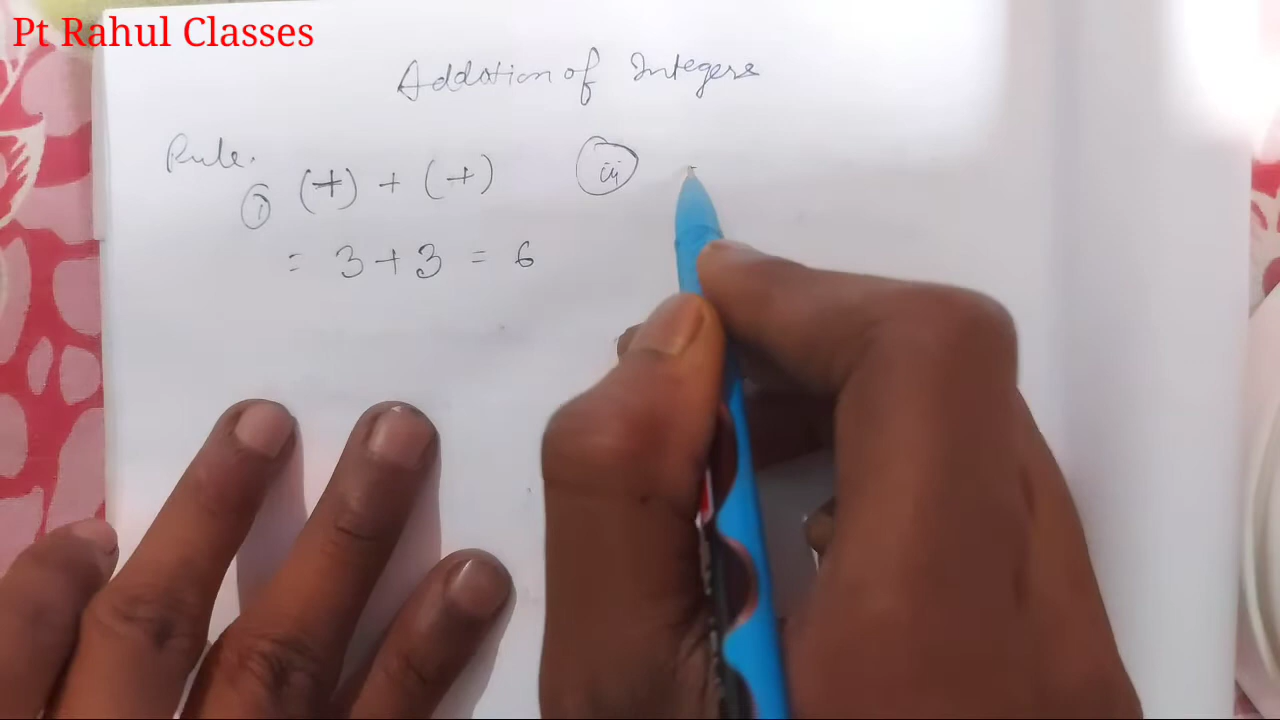 Pt Rahul Classes
Addition of Integers
Rule.
(i) (+) + (+)
= 3 + 3 = 6
(ii)